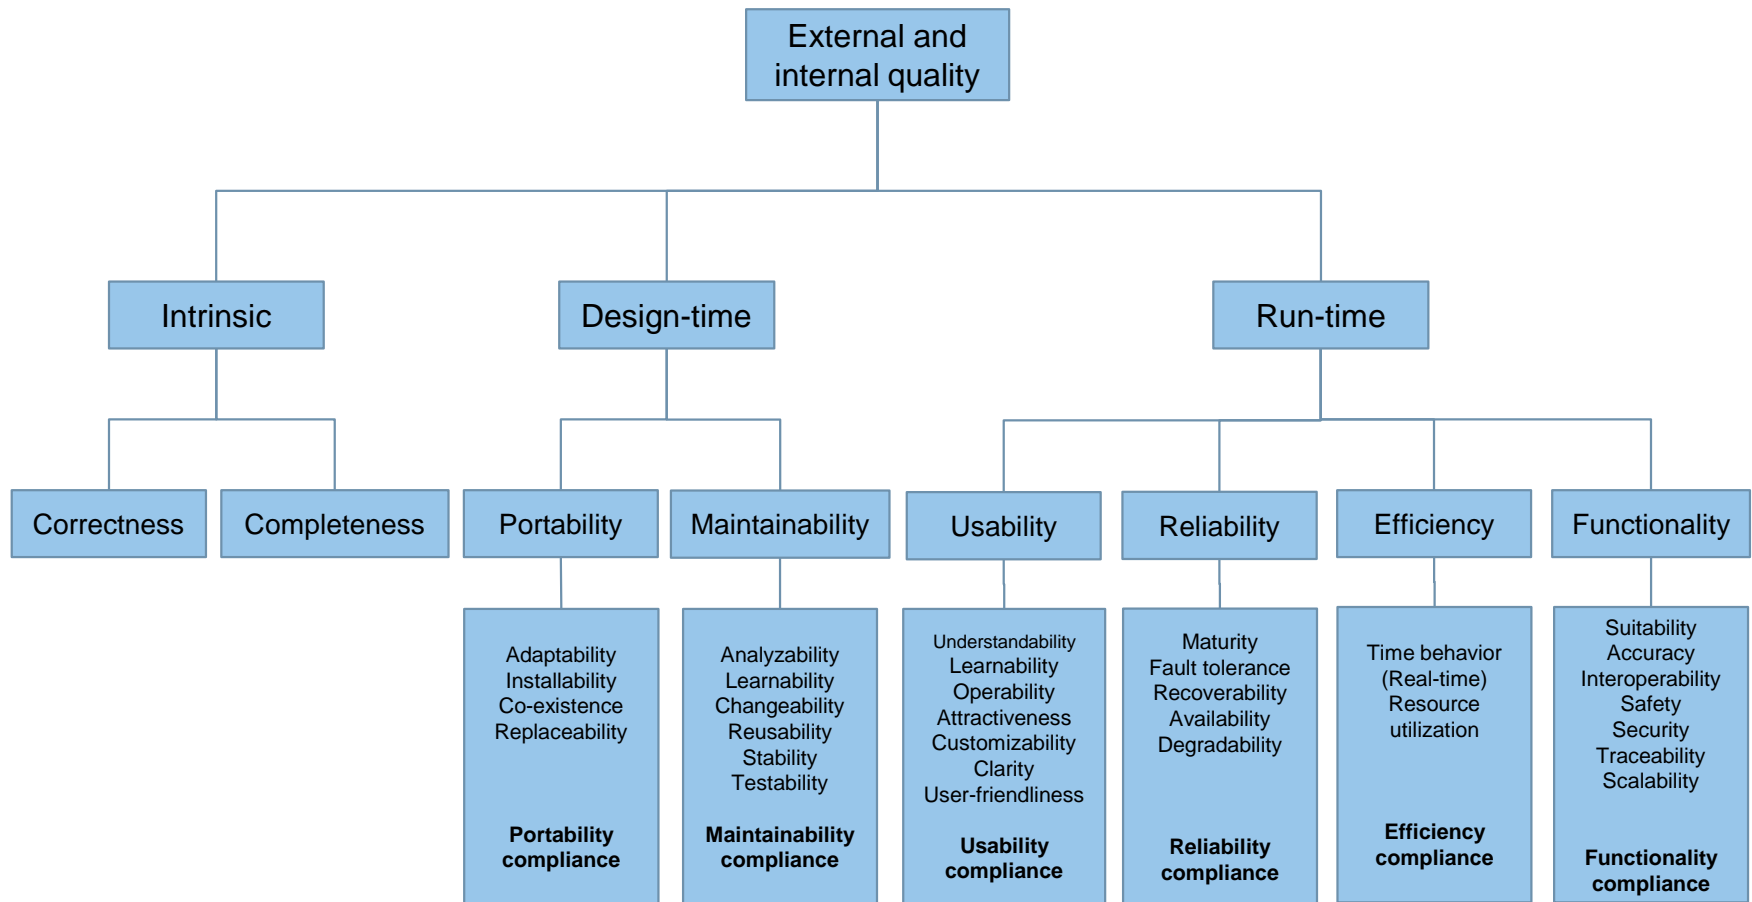 External and
internal quality
Intrinsic
Design-time
Run-time
Correctness
Completeness
Portability
Maintainability
Usability
Reliability
Efficiency
Functionality
Adaptability
Installability
Co-existence
Replaceability
Portability
compliance
Analyzability
Learnability
Changeability
Reusability
Stability
Testability
Maintainability
compliance
Understandability
Learnability
Operability
Attractiveness
Customizability
Clarity
User-friendliness
Usability
compliance
Maturity
Fault tolerance
Recoverability
Availability
Degradability
Reliability
compliance
Time behavior
(Real-time)
Resource
utilization
Efficiency
compliance
Suitability
Accuracy
Interoperability
Safety
Security
Traceability
Scalability
Functionality
compliance